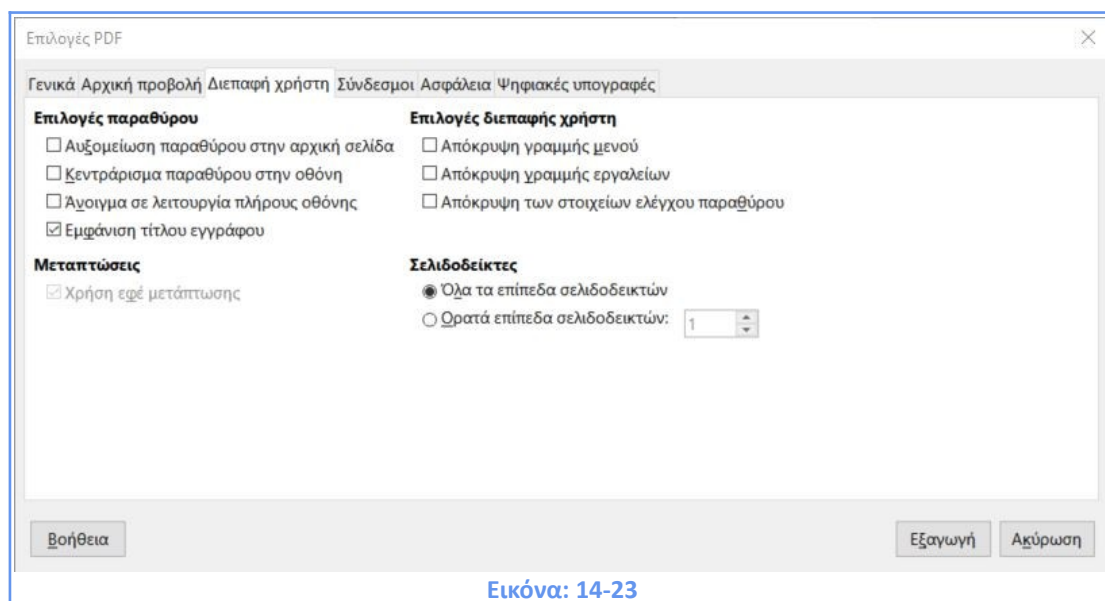 Επιλογές PDF
Γενικά Αρχική προβολή Διεπαφή χρήστη Σύνδεσμοι Ασφάλεια Ψηφιακές υπογραφές
Επιλογές παραθύρου
Αυξομείωση παραθύρου στην αρχική σελίδα
Κεντράρισμα παραθύρου στην οθόνη
Άνοιγμα σε λειτουργία πλήρους οθόνης
Εμφάνιση τίτλου εγγράφου
Επιλογές διεπαφής χρήστη
Απόκρυψη γραμμής μενού
Απόκρυψη γραμμής εργαλείων
Απόκρυψη των στοιχείων ελέγχου παραθύρου
Μεταπτώσεις
Χρήση εφέ μετάπτωσης
Σελιδοδείκτες
Όλα τα επίπεδα σελιδοδεικτών
Ορατά επίπεδα σελιδοδεικτών: 1
Βοήθεια Εξαγωγή Ακύρωση
Εικόνα: 14-23